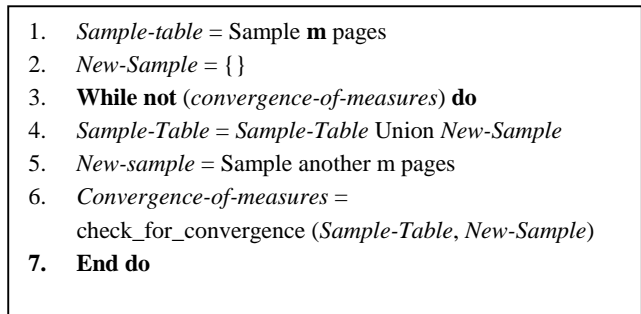 1. Sample-table = Sample m pages
2. New-Sample = { }
3. While not (convergence-of-measures) do
4. Sample-Table = Sample-Table Union New-Sample
5. New-sample = Sample another m pages
6. Convergence-of-measures =
check_for_convergence (Sample-Table, New-Sample)
7. End do